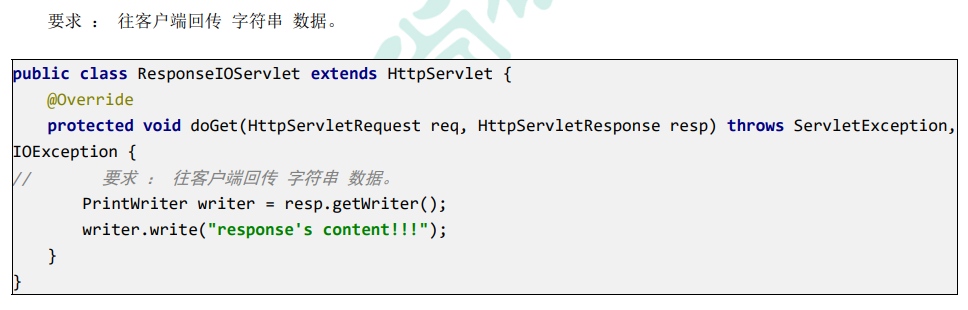 要求 ： 往客户端回传 字符串 数据。
public class ResponseIOServlet extends HttpServlet {
    @Override
    protected void doGet(HttpServletRequest req, HttpServletResponse resp) throws ServletException,
IOException {
//      要求 ： 往客户端回传 字符串 数据。
        PrintWriter writer = resp.getWriter();
        writer.write("response's content!!!");
    }
}